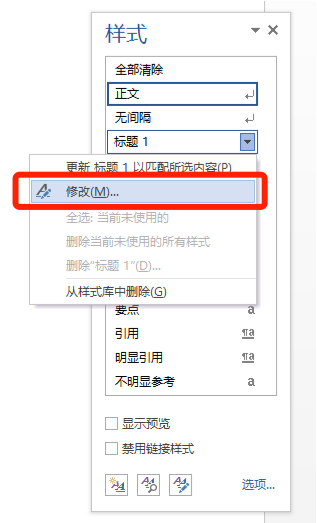 样式
全部清除
正文
无间隔
标题 1
更新 标题 1 以匹配所选内容(P)
修改(M)...
全选: 当前未使用的
删除当前未使用的所有样式
删除"标题 1"(D)...
从样式库中删除(G)
要点 a
引用 ¶a
明显引用 ¶a
不明显参考 a
显示预览
禁用链接样式
选项...